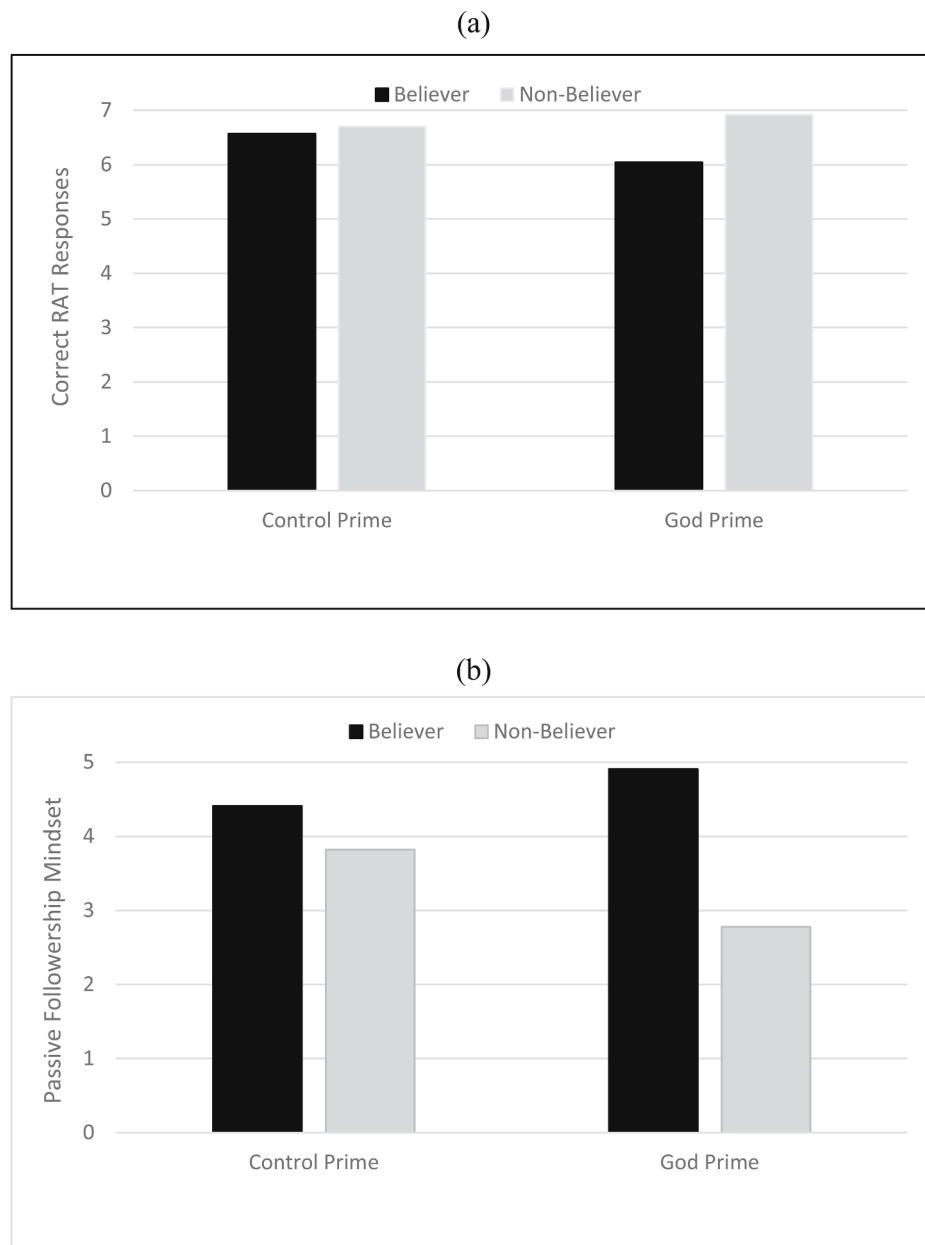 (a)
Believer Non-Believer
Correct RAT Responses
7
6
5
4
3
2
1
0
Control Prime God Prime
(b)
Believer Non-Believer
Passive Followership Mindset
5
4
3
2
1
0
Control Prime God Prime